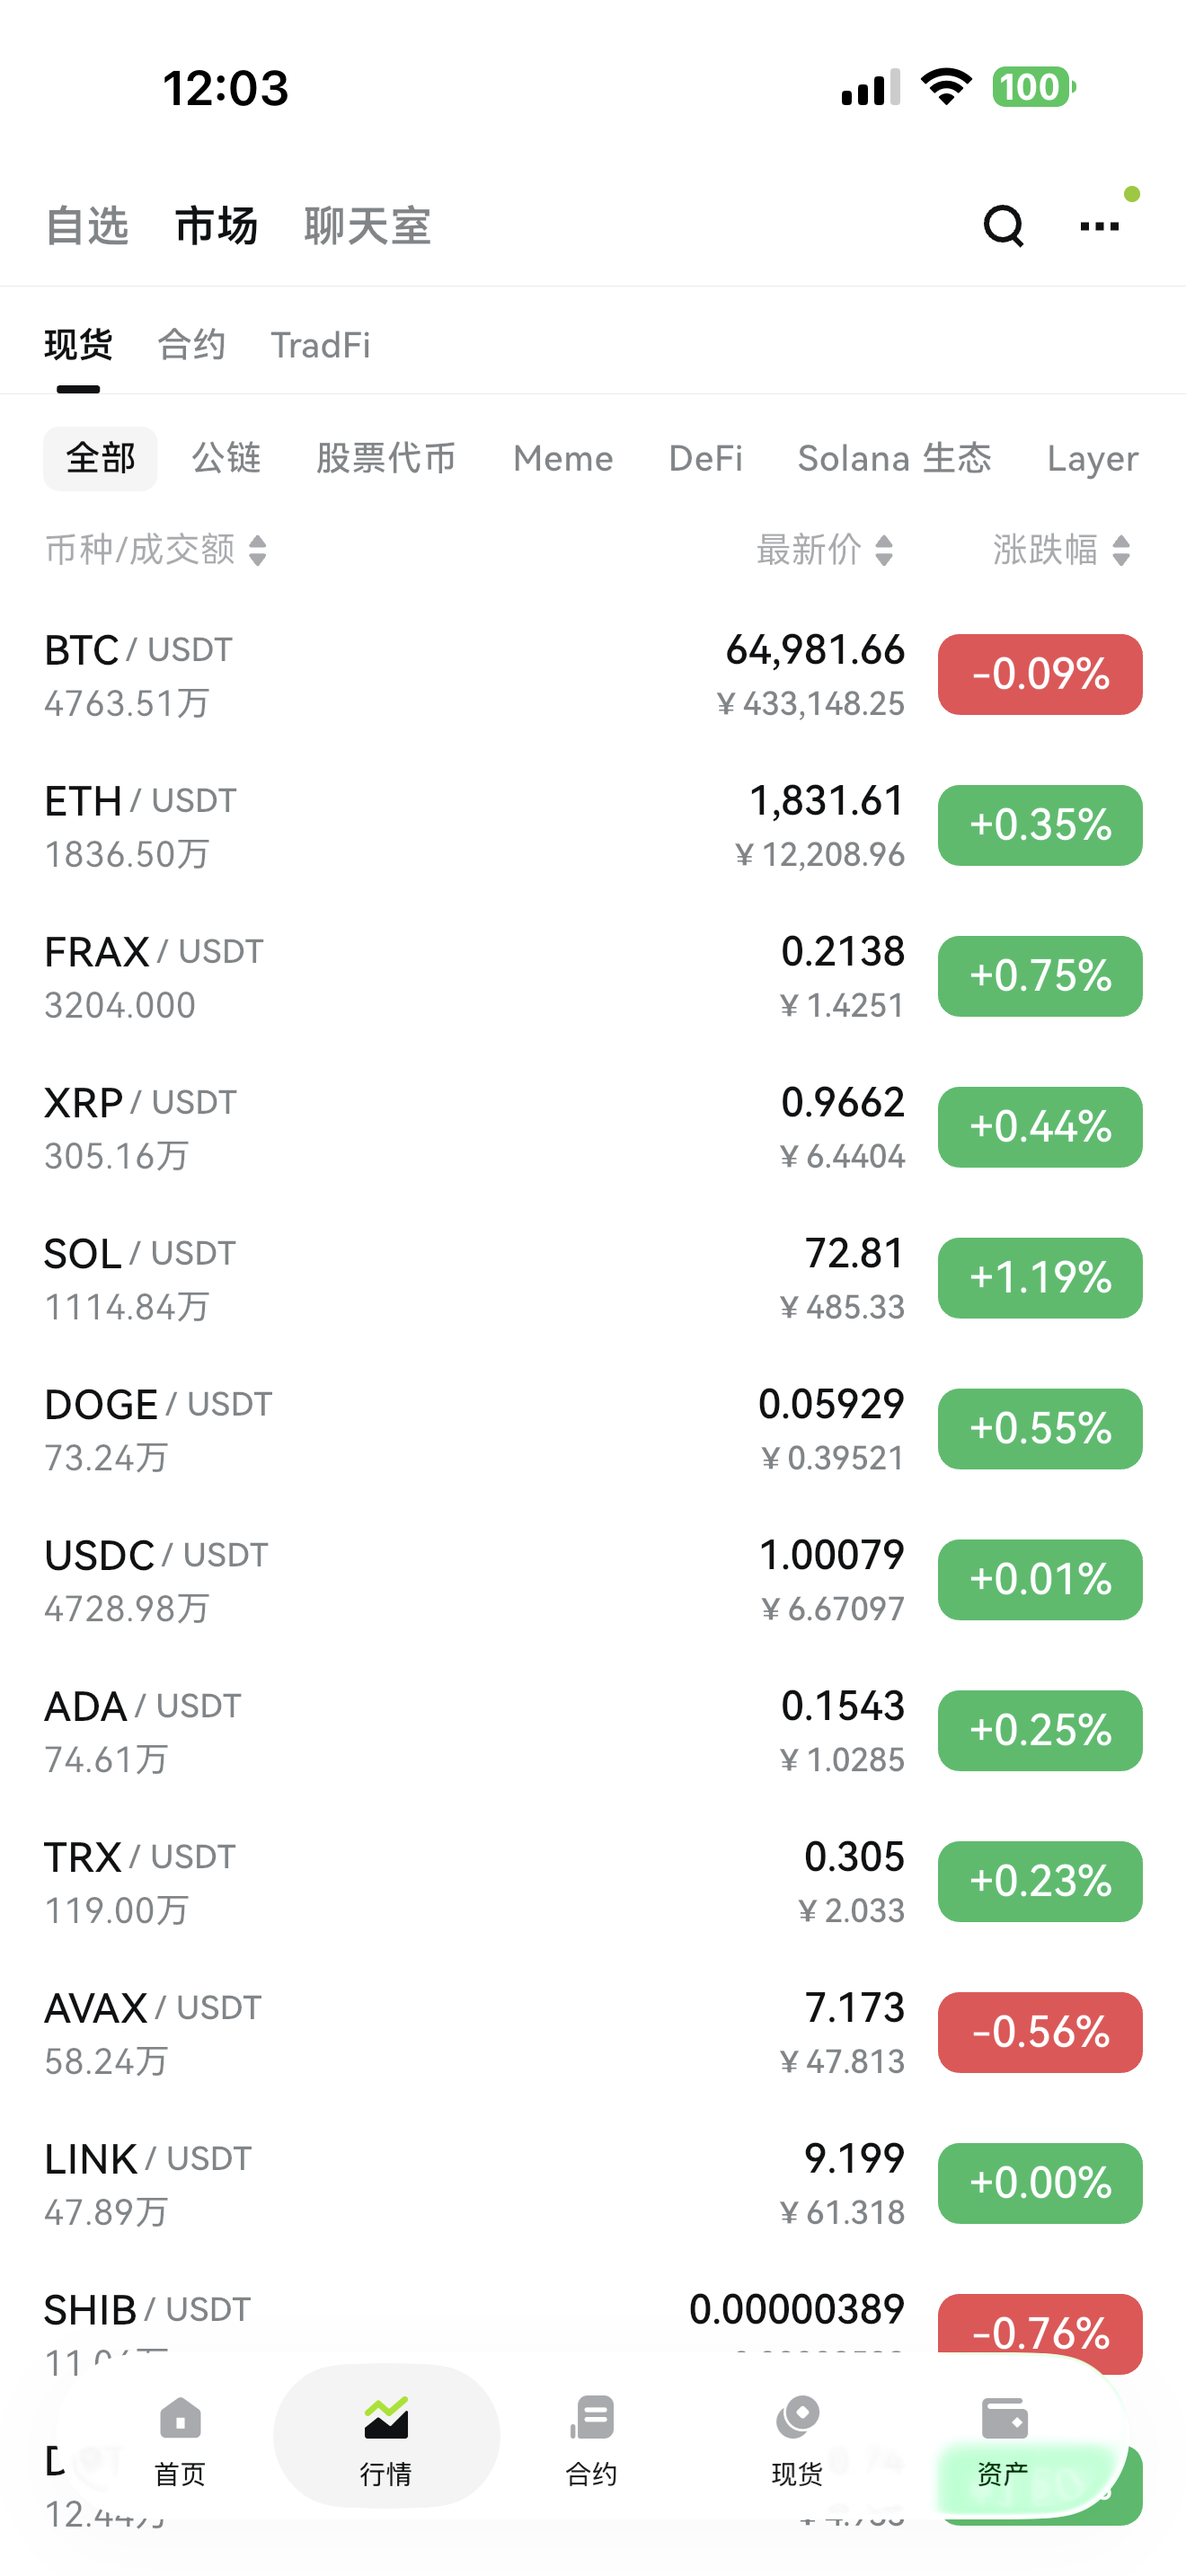 12:03
100
自选 市场 聊天室
现货 合约 TradFi
全部 公链 股票代币 Meme DeFi Solana 生态 Layer
币种/成交额 最新价 涨跌幅
BTC / USDT 64,981.66 -0.09%
4763.51万 ¥ 433,148.25
ETH / USDT 1,831.61 +0.35%
1836.50万 ¥ 12,208.96
FRAX / USDT 0.2138 +0.75%
3204.000 ¥ 1.4251
XRP / USDT 0.9662 +0.44%
305.16万 ¥ 6.4404
SOL / USDT 72.81 +1.19%
1114.84万 ¥ 485.33
DOGE / USDT 0.05929 +0.55%
73.24万 ¥ 0.39521
USDC / USDT 1.00079 +0.01%
4728.98万 ¥ 6.67097
ADA / USDT 0.1543 +0.25%
74.61万 ¥ 1.0285
TRX / USDT 0.305 +0.23%
119.00万 ¥ 2.033
AVAX / USDT 7.173 -0.56%
58.24万 ¥ 47.813
LINK / USDT 9.199 +0.00%
47.89万 ¥ 61.318
SHIB / USDT 0.00000389 -0.76%
首页 行情 合约 现货 资产